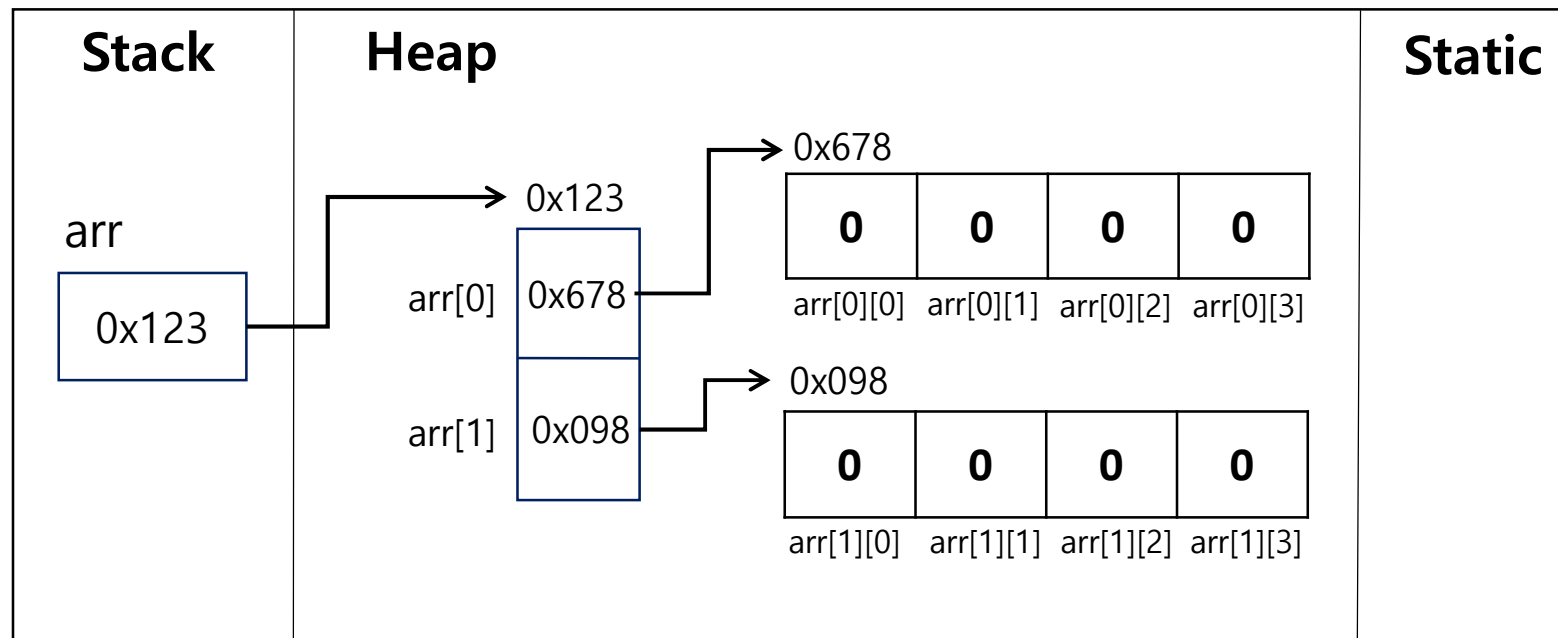 Stack
Heap
Static
arr
0x123
0x123
arr[0]
0x678
arr[1]
0x098
0x678
0 0 0 0
arr[0][0] arr[0][1] arr[0][2] arr[0][3]
0x098
0 0 0 0
arr[1][0] arr[1][1] arr[1][2] arr[1][3]